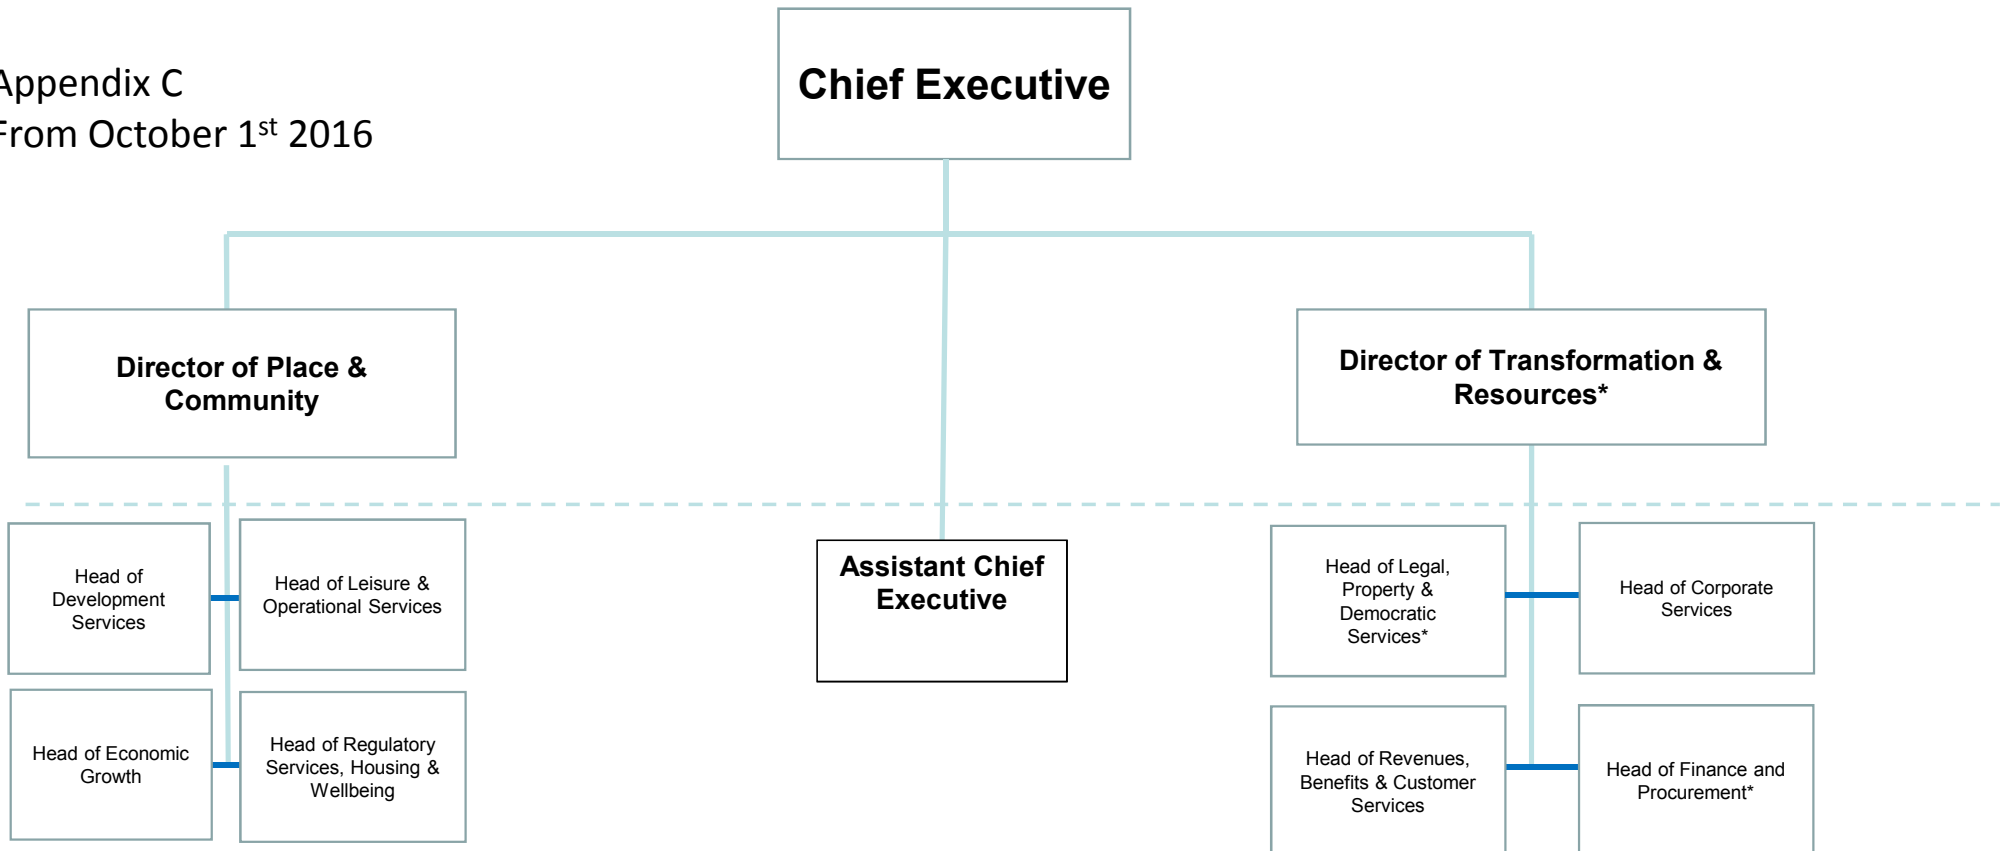 Appendix C
From October 1st 2016
Chief Executive
Director of Place &
Community
Director of Transformation &
Resources*
Head of
Development
Services
Head of Leisure &
Operational Services
Assistant Chief
Executive
Head of Legal,
Property &
Democratic
Services*
Head of Corporate
Services
Head of Economic
Growth
Head of Regulatory
Services, Housing &
Wellbeing
Head of Revenues,
Benefits & Customer
Services
Head of Finance and
Procurement*